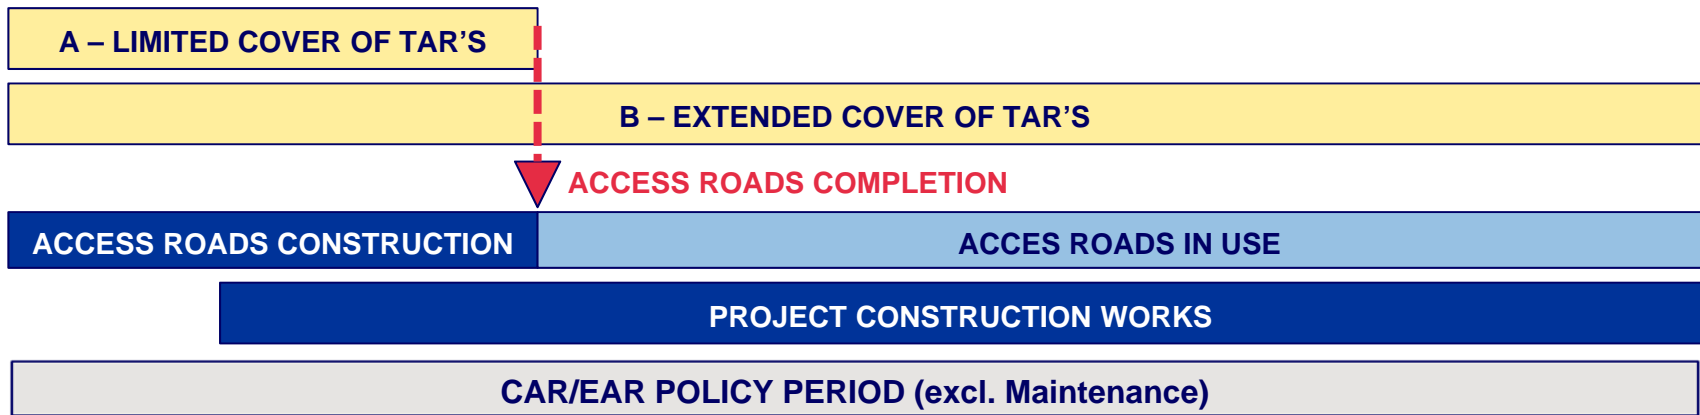 A – LIMITED COVER OF TAR’S
B – EXTENDED COVER OF TAR’S
ACCESS ROADS COMPLETION
ACCESS ROADS CONSTRUCTION
ACCES ROADS IN USE
PROJECT CONSTRUCTION WORKS
CAR/EAR POLICY PERIOD (excl. Maintenance)